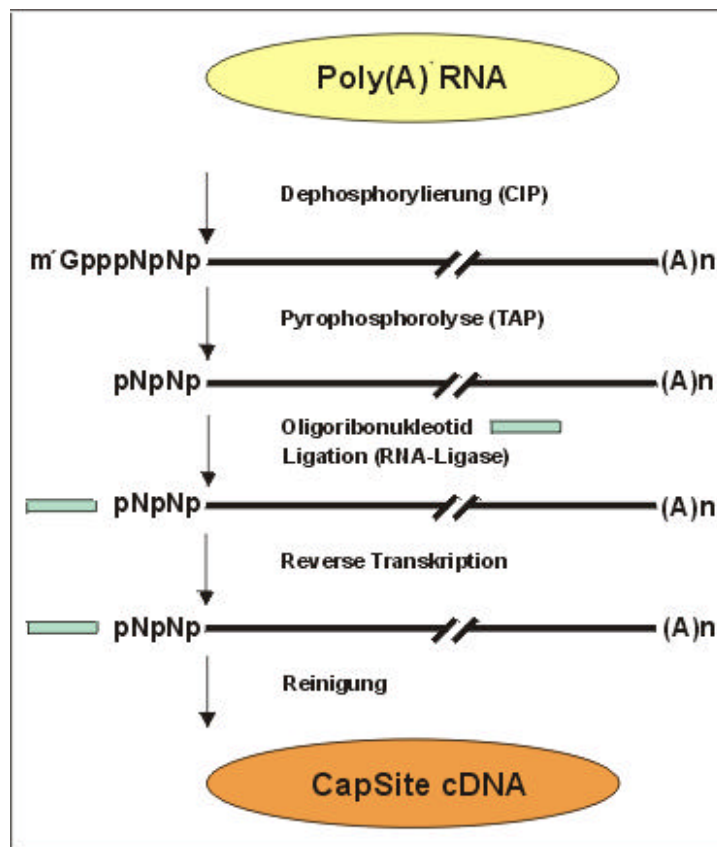 Poly(A)⁻ RNA
Dephosphorylierung (CIP)
m´GpppNpNp (A)n
Pyrophosphorolyse (TAP)
pNpNp (A)n
Oligoribonukleotid
Ligation (RNA-Ligase)
pNpNp (A)n
Reverse Transkription
pNpNp (A)n
Reinigung
CapSite cDNA